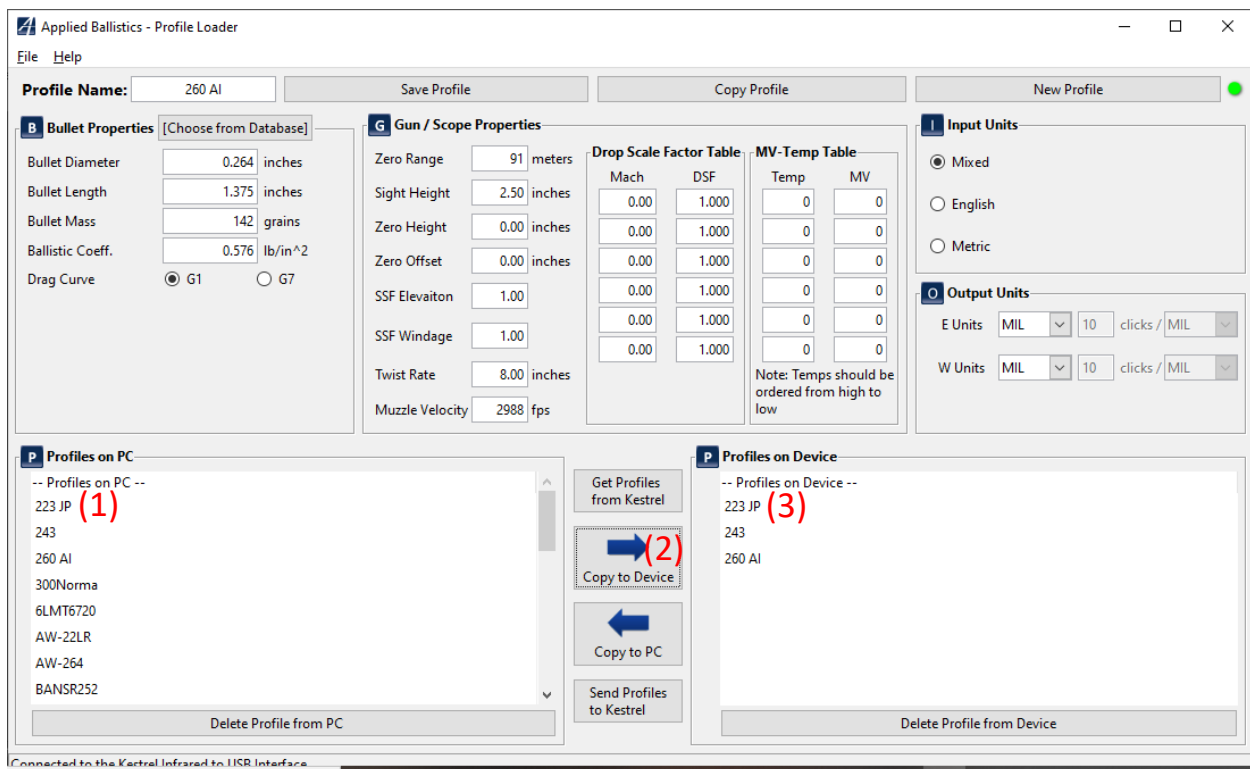 Applied Ballistics - Profile Loader
File Help
Profile Name: 260 AI Save Profile Copy Profile New Profile
B Bullet Properties [Choose from Database]
Bullet Diameter 0.264 inches
Bullet Length 1.375 inches
Bullet Mass 142 grains
Ballistic Coeff. 0.576 lb/in^2
Drag Curve G1 G7
G Gun / Scope Properties
Zero Range 91 meters
Sight Height 2.50 inches
Zero Height 0.00 inches
Zero Offset 0.00 inches
SSF Elevaiton 1.00
SSF Windage 1.00
Twist Rate 8.00 inches
Muzzle Velocity 2988 fps
Drop Scale Factor Table
Mach DSF
0.00 1.000
0.00 1.000
0.00 1.000
0.00 1.000
0.00 1.000
0.00 1.000
MV-Temp Table
Temp MV
0 0
0 0
0 0
0 0
0 0
0 0
Note: Temps should be
ordered from high to
low
I Input Units
Mixed
English
Metric
O Output Units
E Units MIL 10 clicks / MIL
W Units MIL 10 clicks / MIL
P Profiles on PC
-- Profiles on PC --
223 JP (1)
243
260 AI
300Norma
6LMT6720
AW-22LR
AW-264
BANSR252
Delete Profile from PC
Get Profiles
from Kestrel
(2)
Copy to Device
Copy to PC
Send Profiles
to Kestrel
P Profiles on Device
-- Profiles on Device --
223 JP (3)
243
260 AI
Delete Profile from Device
Connected to the Kestrel Infrared to USB Interface